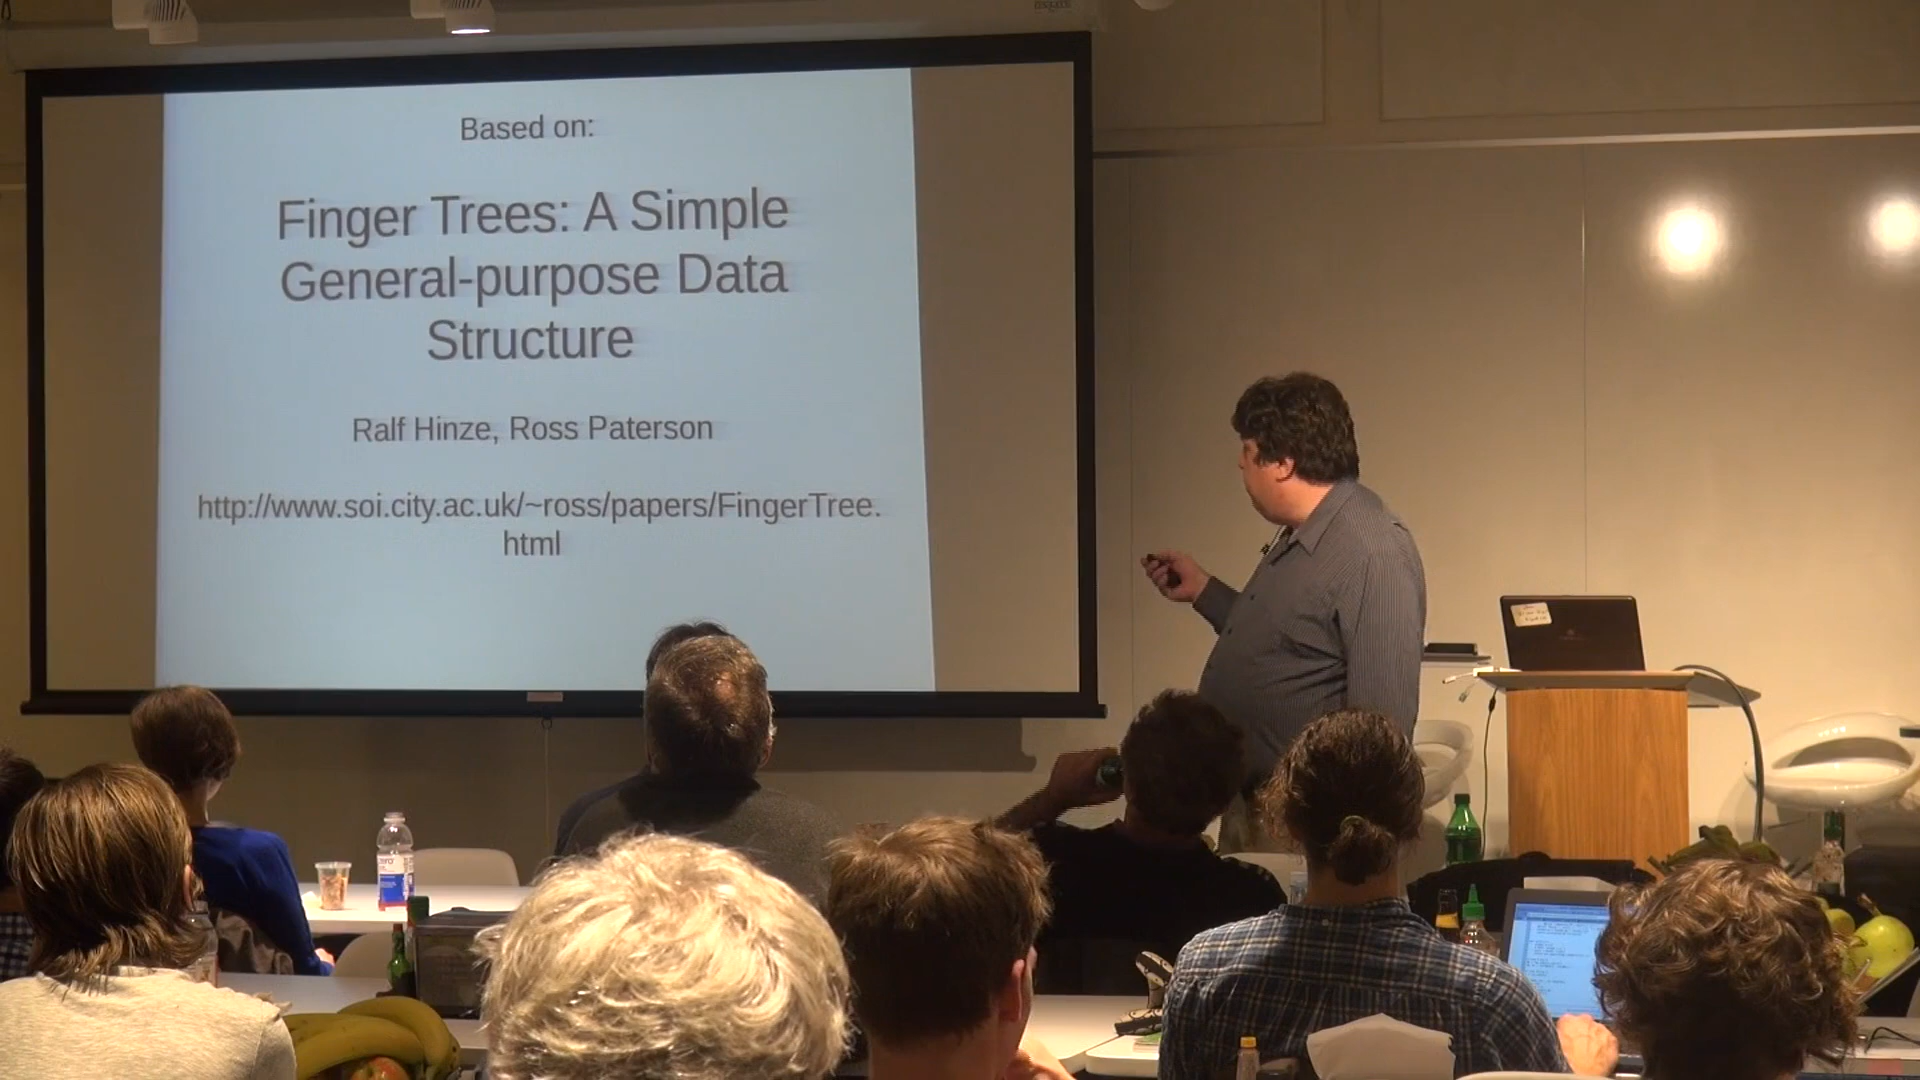 Based on:
Finger Trees: A Simple
General-purpose Data
Structure
Ralf Hinze, Ross Paterson
http://www.soi.city.ac.uk/~ross/papers/FingerTree.
html